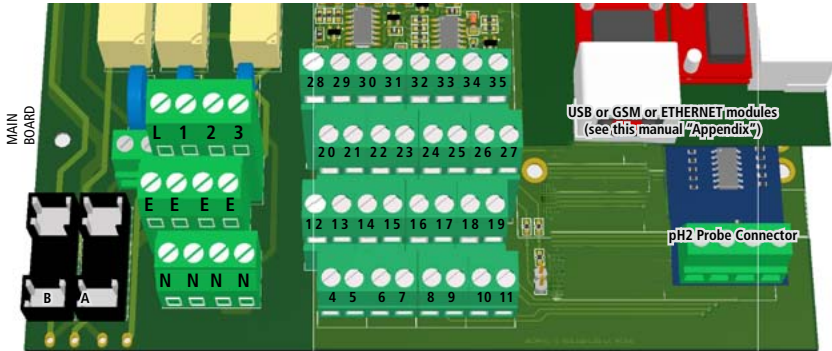 MAIN
BOARD
28 29 30 31 32 33 34 35
L 1 2 3
USB or GSM or ETHERNET modules
(see this manual "Appendix")
20 21 22 23 24 25 26 27
E E E E
12 13 14 15 16 17 18 19
pH2 Probe Connector
N N N N
B A
4 5 6 7 8 9 10 11